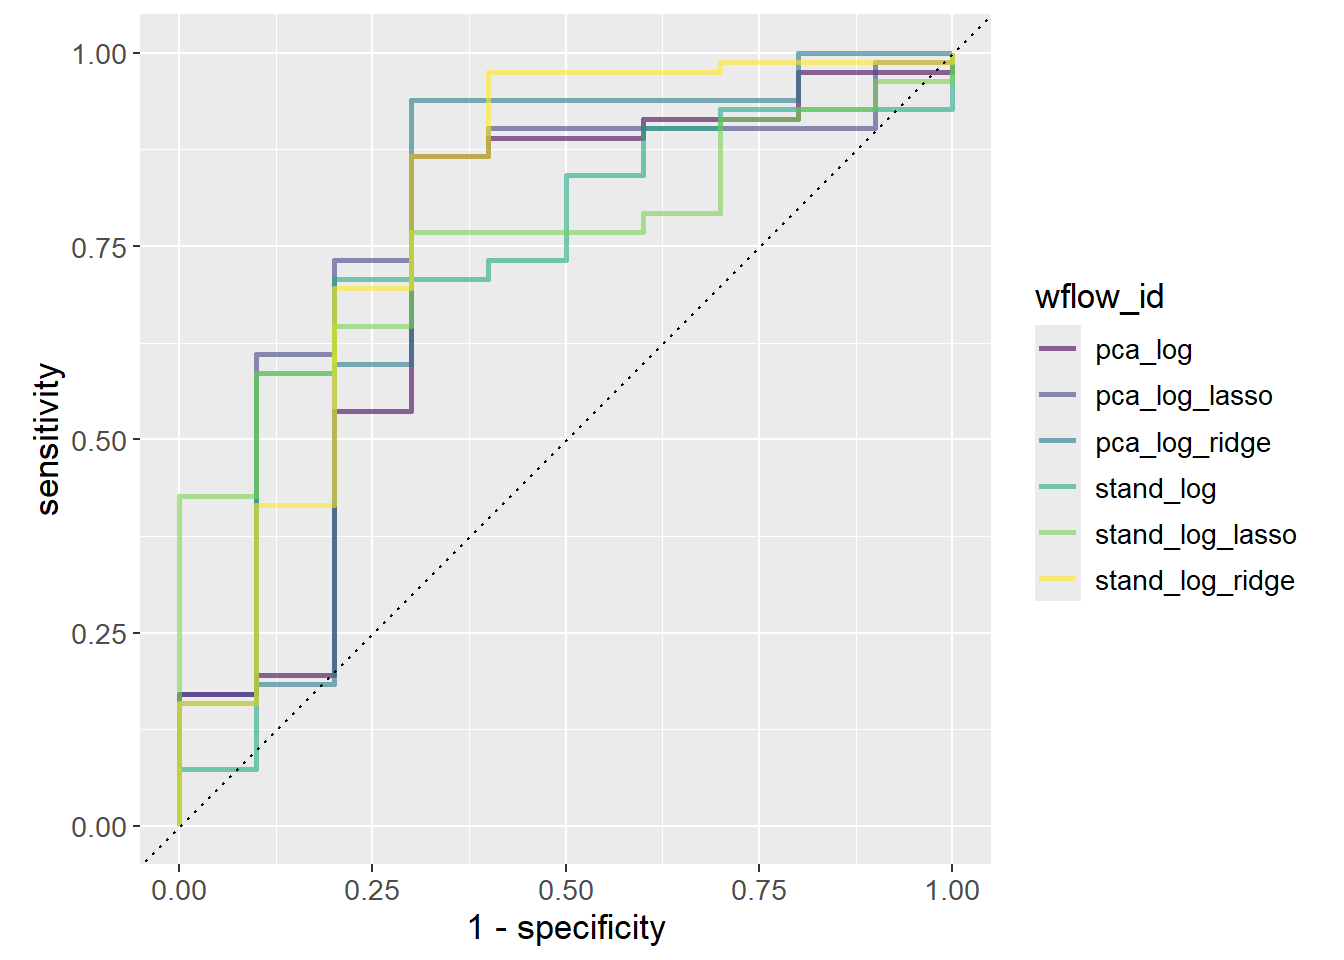 1.00
0.75
0.50
0.25
0.00
sensitivity
0.00 0.25 0.50 0.75 1.00
1 - specificity
wflow_id
pca_log
pca_log_lasso
pca_log_ridge
stand_log
stand_log_lasso
stand_log_ridge